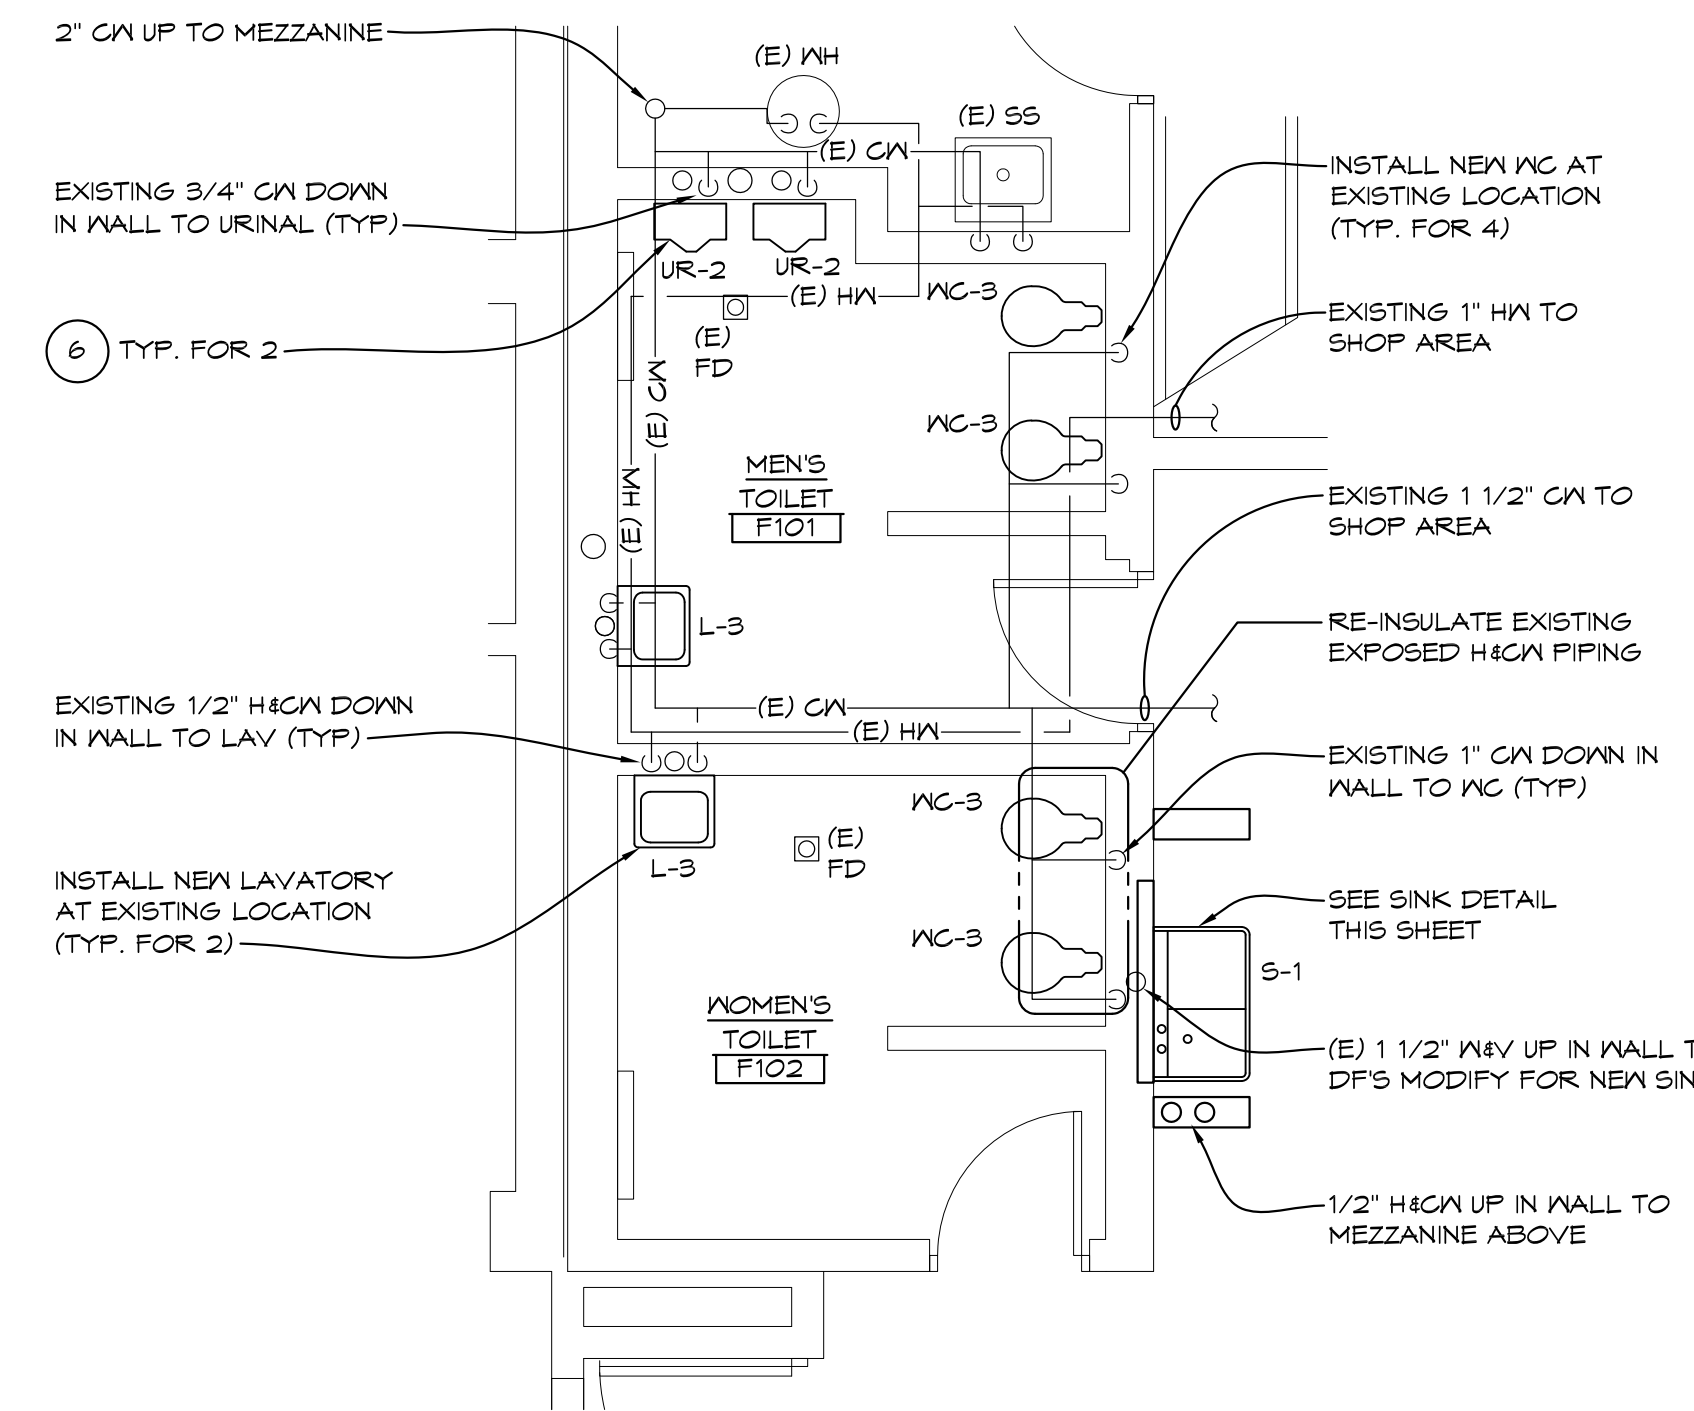 2" CW UP TO MEZZANINE
(E) WH
(E) SS
(E) CW
EXISTING 3/4" CW DOWN
IN WALL TO URINAL (TYP)
INSTALL NEW WC AT
EXISTING LOCATION
(TYP. FOR 4)
UR-2
UR-2
(E) HW
WC-3
6
TYP. FOR 2
(E)
FD
EXISTING 1" HW TO
SHOP AREA
(E) CW
WC-3
MEN'S
TOILET
F101
(E) HW
EXISTING 1 1/2" CW TO
SHOP AREA
L-3
RE-INSULATE EXISTING
EXPOSED H&CW PIPING
EXISTING 1/2" H&CW DOWN
IN WALL TO LAV (TYP)
(E) CW
(E) HW
EXISTING 1" CW DOWN IN
WALL TO WC (TYP)
WC-3
(E)
FD
L-3
INSTALL NEW LAVATORY
AT EXISTING LOCATION
(TYP. FOR 2)
SEE SINK DETAIL
THIS SHEET
WC-3
S-1
WOMEN'S
TOILET
F102
(E) 1 1/2" W&V UP IN WALL
DF'S MODIFY FOR NEW
1/2" H&CW UP IN WALL TO
MEZZANINE ABOVE